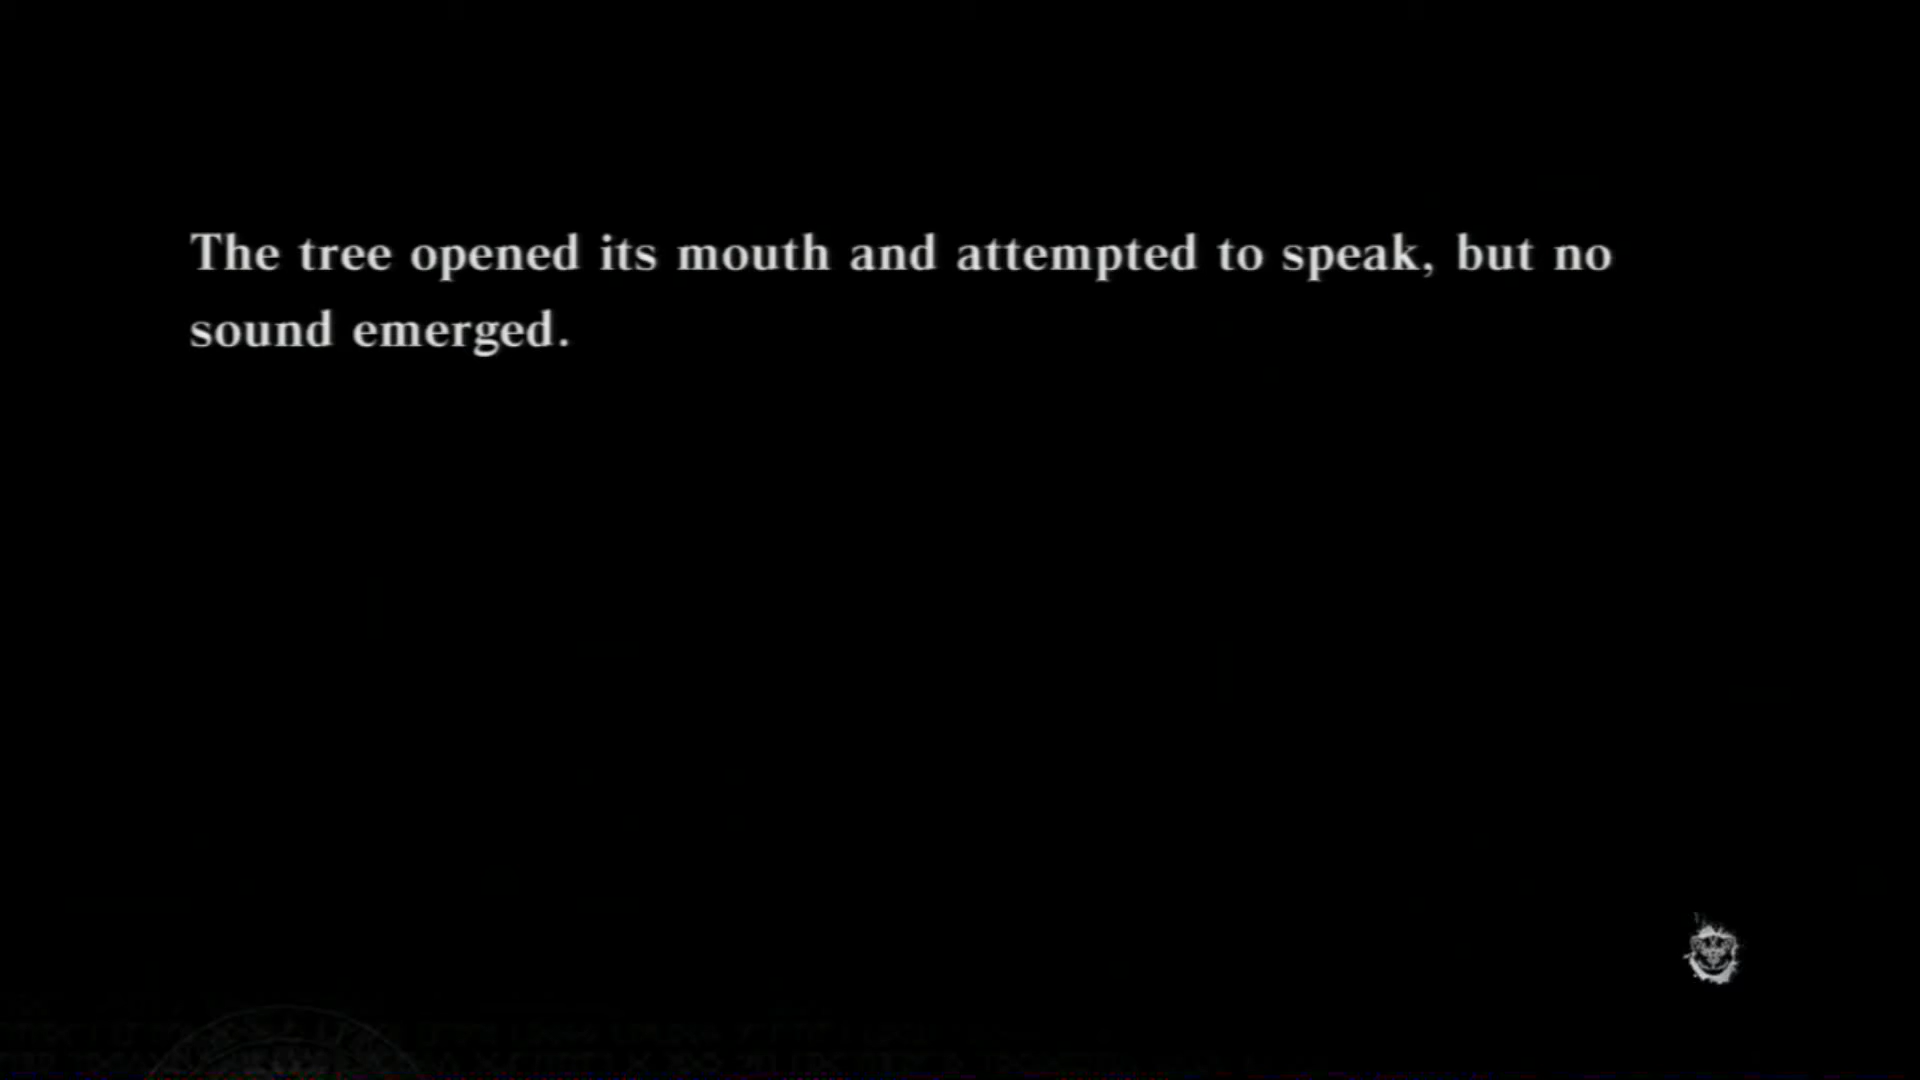 The tree opened its mouth and attempted to speak, but no
sound emerged.